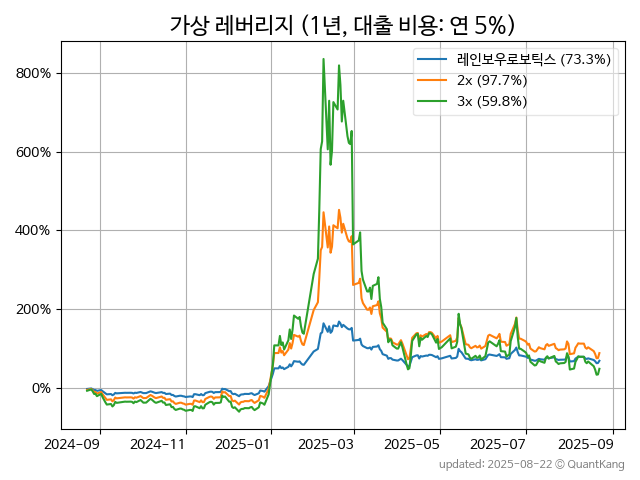 가상 레버리지 (1년, 대출 비용: 연 5%)
800%
600%
400%
200%
0%
레인보우로보틱스 (73.3%)
2x (97.7%)
3x (59.8%)
2024-09
2024-11
2025-01
2025-03
2025-05
2025-07
2025-09
updated: 2025-08-22 © QuantKang